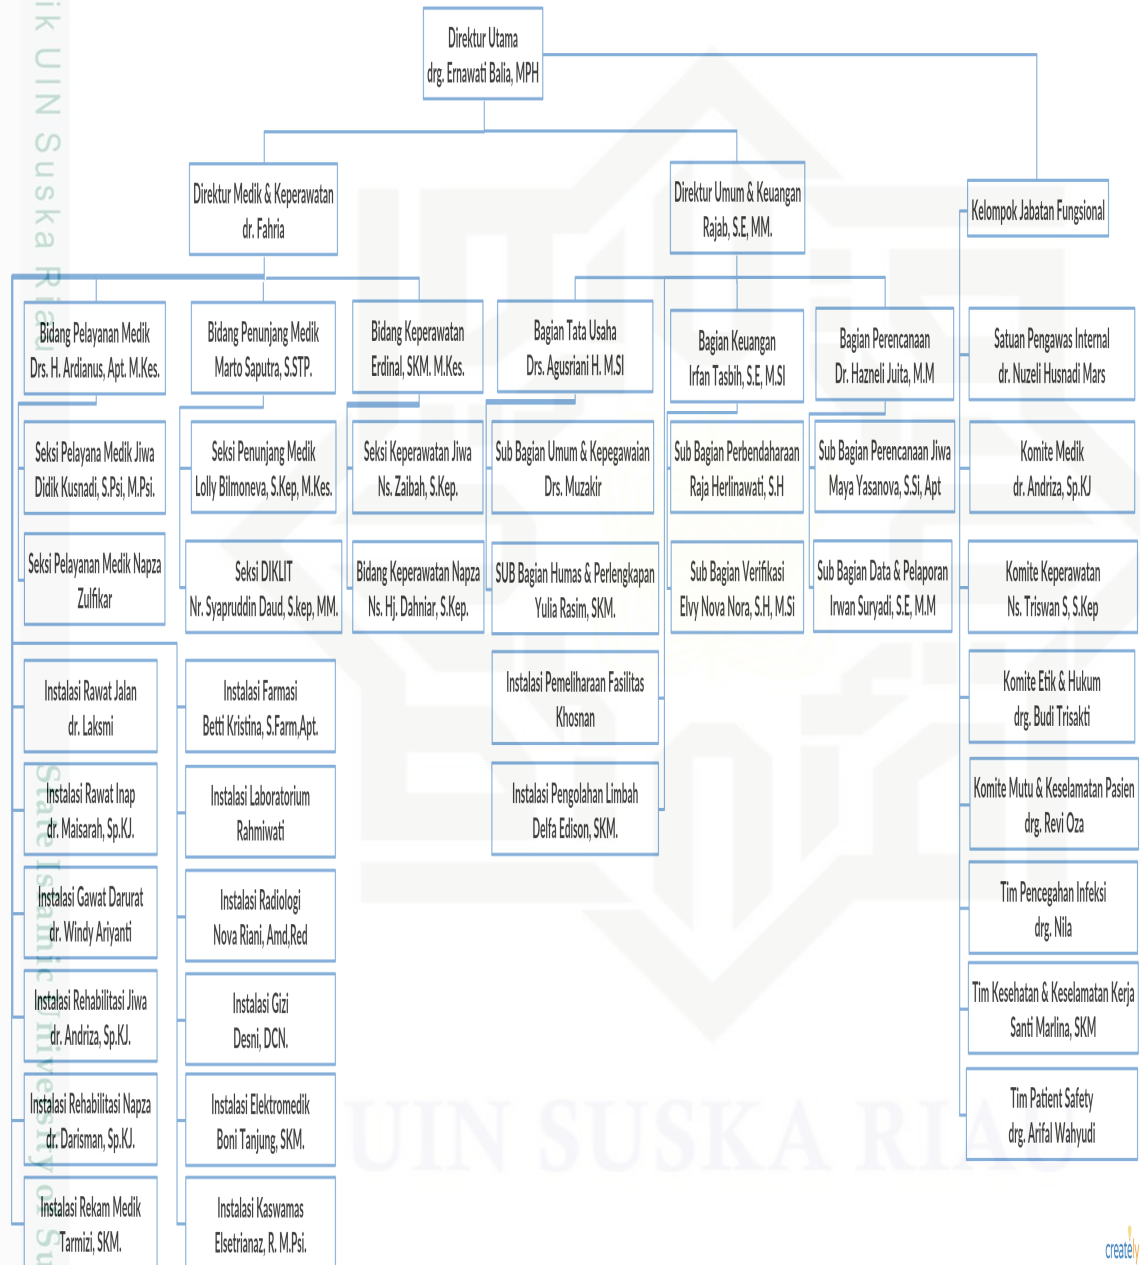 Direktur Utama
drg. Ernawati Balia, MPH
Direktur Medik & Keperawatan
dr. Fahria
Direktur Umum & Keuangan
Rajab, S.E, MM.
Kelompok Jabatan Fungsional
Bidang Pelayanan Medik
Drs. H. Ardianus, Apt. M.Kes.
Bidang Penunjang Medik
Marto Saputra, S.STP.
Bidang Keperawatan
Erdinal, SKM. M.Kes.
Bagian Tata Usaha
Drs. Agusriani H. M.SI
Bagian Keuangan
Irfan Tasbih, S.E, M.SI
Bagian Perencanaan
Dr. Hazneli Juita, M.M
Satuan Pengawas Internal
dr. Nuzeli Husnadi Mars
Seksi Pelayana Medik Jiwa
Didik Kusnadi, S.Psi, M.Psi.
Seksi Penunjang Medik
Lolly Bilmoneva, S.Kep, M.Kes.
Seksi Keperawatan Jiwa
Ns. Zaibah, S.Kep.
Sub Bagian Umum & Kepegawaian
Drs. Muzakir
Sub Bagian Perbendaharaan
Raja Herlinawati, S.H
Sub Bagian Perencanaan Jiwa
Maya Yasanova, S.Si, Apt
Komite Medik
dr. Andriza, Sp.KJ
Seksi Pelayanan Medik Napza
Zulfikar
Seksi DIKLIT
Nr. Syapruddin Daud, S.kep, MM.
Bidang Keperawatan Napza
Ns. Hj. Dahniar, S.Kep.
SUB Bagian Humas & Perlengkapan
Yulia Rasim, SKM.
Sub Bagian Verifikasi
Elvy Nova Nora, S.H, M.Si
Sub Bagian Data & Pelaporan
Irwan Suryadi, S.E, M.M
Komite Keperawatan
Ns. Triswan S, S.Kep
Instalasi Rawat Jalan
dr. Laksmi
Instalasi Farmasi
Betti Kristina, S.Farm,Apt.
Instalasi Pemeliharaan Fasilitas
Khosnan
Komite Etik & Hukum
drg. Budi Trisakti
Instalasi Rawat Inap
dr. Maisarah, Sp.KJ.
Instalasi Laboratorium
Rahmiwati
Instalasi Pengolahan Limbah
Delfa Edison, SKM.
Komite Mutu & Keselamatan Pasien
drg. Revi Oza
Instalasi Gawat Darurat
dr. Windy Ariyanti
Instalasi Radiologi
Nova Riani, Amd,Red
Tim Pencegahan Infeksi
drg. Nila
Instalasi Rehabilitasi Jiwa
dr. Andriza, Sp.KJ.
Instalasi Gizi
Desni, DCN.
Tim Kesehatan & Keselamatan Kerja
Santi Marlina, SKM
Instalasi Rehabilitasi Napza
dr. Darisman, Sp.KJ.
Instalasi Elektromedik
Boni Tanjung, SKM.
Tim Patient Safety
drg. Arifal Wahyudi
Instalasi Rekam Medik
Tarmizi, SKM.
Instalasi Kaswamas
Elsetrianaz, R. M.Psi.
ik UIN Suska Riau
State Islamic University of Su
UIN SUSKA RIAU
creately